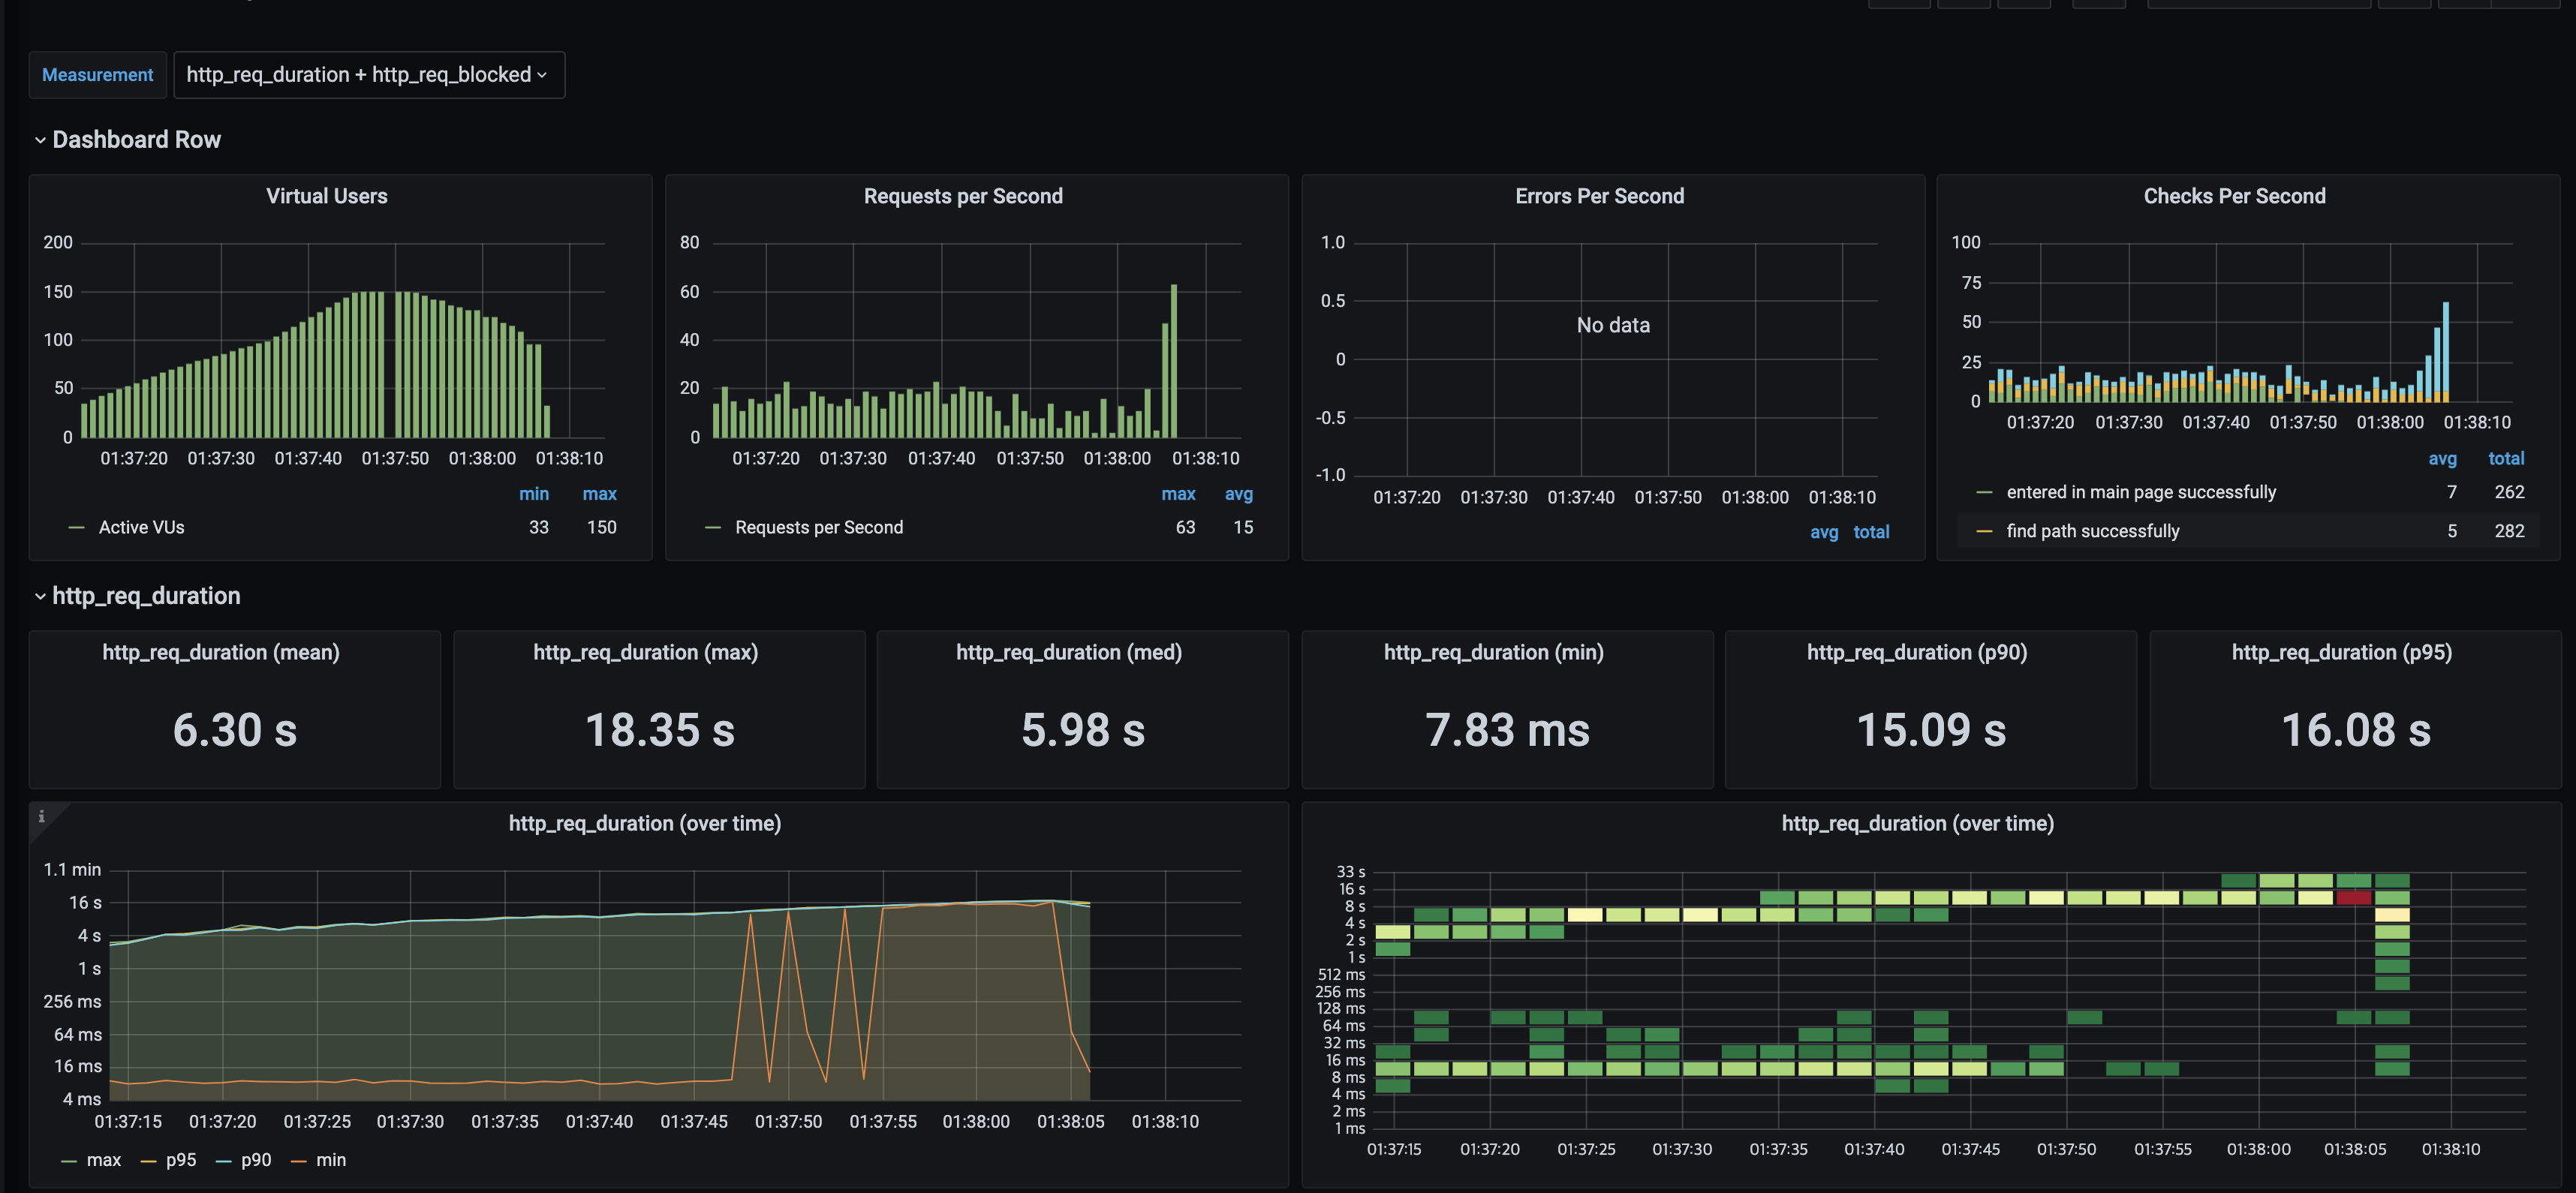 Measurement http_req_duration + http_req_blocked
Dashboard Row
Virtual Users
200
150
100
50
0
01:37:20 01:37:30 01:37:40 01:37:50 01:38:00 01:38:10
min max
Active VUs 33 150
Requests per Second
80
60
40
20
0
01:37:20 01:37:30 01:37:40 01:37:50 01:38:00 01:38:10
max avg
Requests per Second 63 15
Errors Per Second
1.0
0.5
0
-0.5
-1.0
No data
01:37:20 01:37:30 01:37:40 01:37:50 01:38:00 01:38:10
avg total
Checks Per Second
100
75
50
25
0
01:37:20 01:37:30 01:37:40 01:37:50 01:38:00 01:38:10
avg total
entered in main page successfully 7 262
find path successfully 5 282
http_req_duration
http_req_duration (mean)
6.30 s
http_req_duration (max)
18.35 s
http_req_duration (med)
5.98 s
http_req_duration (min)
7.83 ms
http_req_duration (p90)
15.09 s
http_req_duration (p95)
16.08 s
i
http_req_duration (over time)
1.1 min
16 s
4 s
1 s
256 ms
64 ms
16 ms
4 ms
01:37:15 01:37:20 01:37:25 01:37:30 01:37:35 01:37:40 01:37:45 01:37:50 01:37:55 01:38:00 01:38:05 01:38:10
max p95 p90 min
http_req_duration (over time)
33 s
16 s
8 s
4 s
2 s
1 s
512 ms
256 ms
128 ms
64 ms
32 ms
16 ms
8 ms
4 ms
2 ms
1 ms
01:37:15 01:37:20 01:37:25 01:37:30 01:37:35 01:37:40 01:37:45 01:37:50 01:37:55 01:38:00 01:38:05 01:38:10